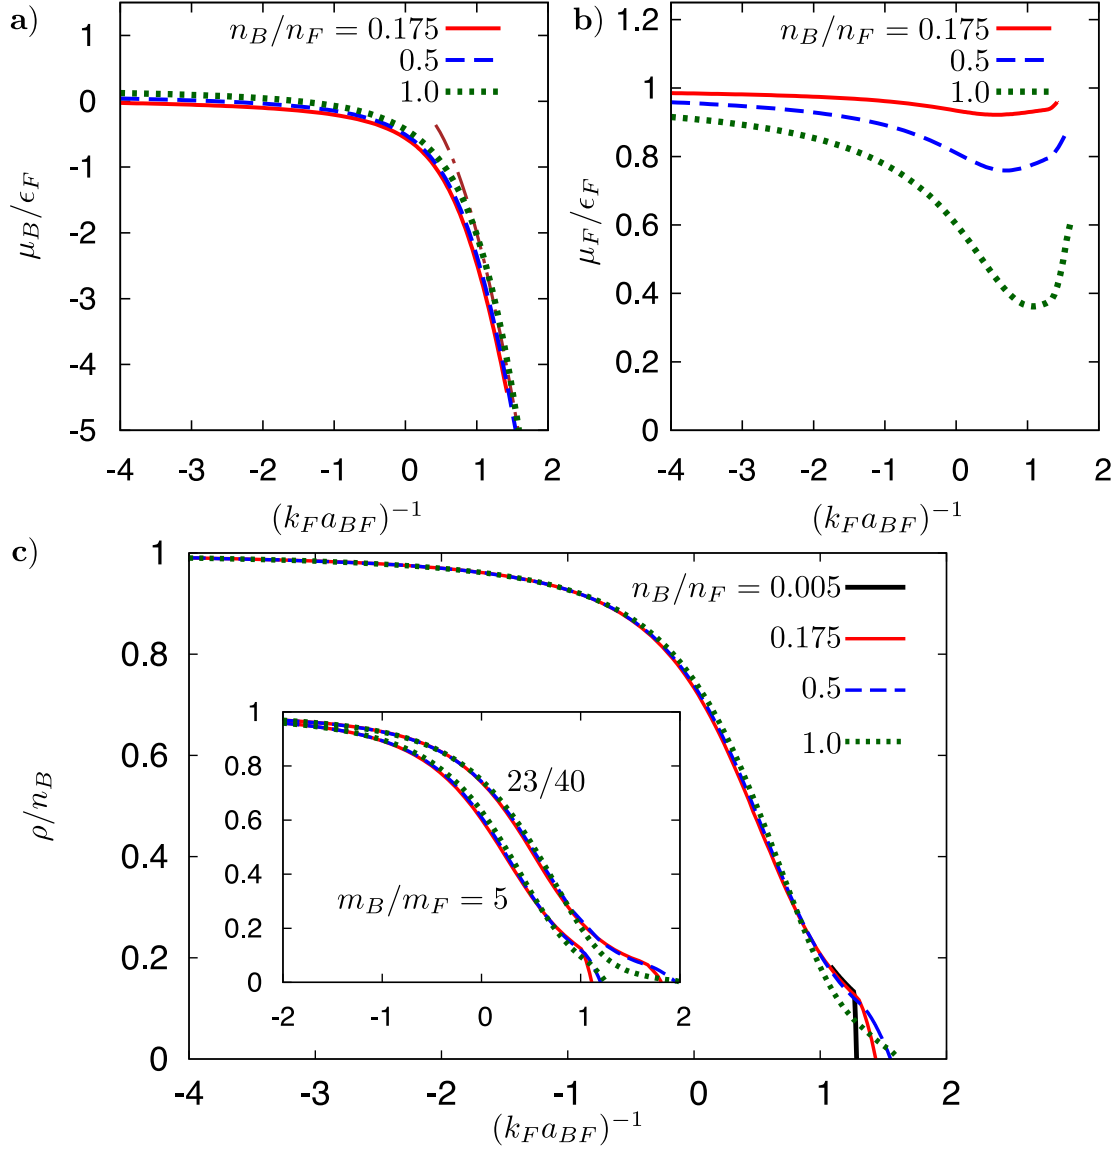 a)
n_B/n_F = 0.175
0.5
1.0
1
0
-1
-2
-3
-4
-5
μ_B/ϵ_F
-4 -3 -2 -1 0 1 2
(k_F a_BF)^−1
b)
n_B/n_F = 0.175
0.5
1.0
1.2
1
0.8
0.6
0.4
0.2
0
μ_F/ϵ_F
-4 -3 -2 -1 0 1 2
(k_F a_BF)^−1
c)
n_B/n_F = 0.005
0.175
0.5
1.0
1
0.8
0.6
0.4
0.2
0
ρ/n_B
-4 -3 -2 -1 0 1 2
(k_F a_BF)^−1
1
0.8
0.6
0.4
0.2
0
23/40
m_B/m_F = 5
-2 -1 0 1 2